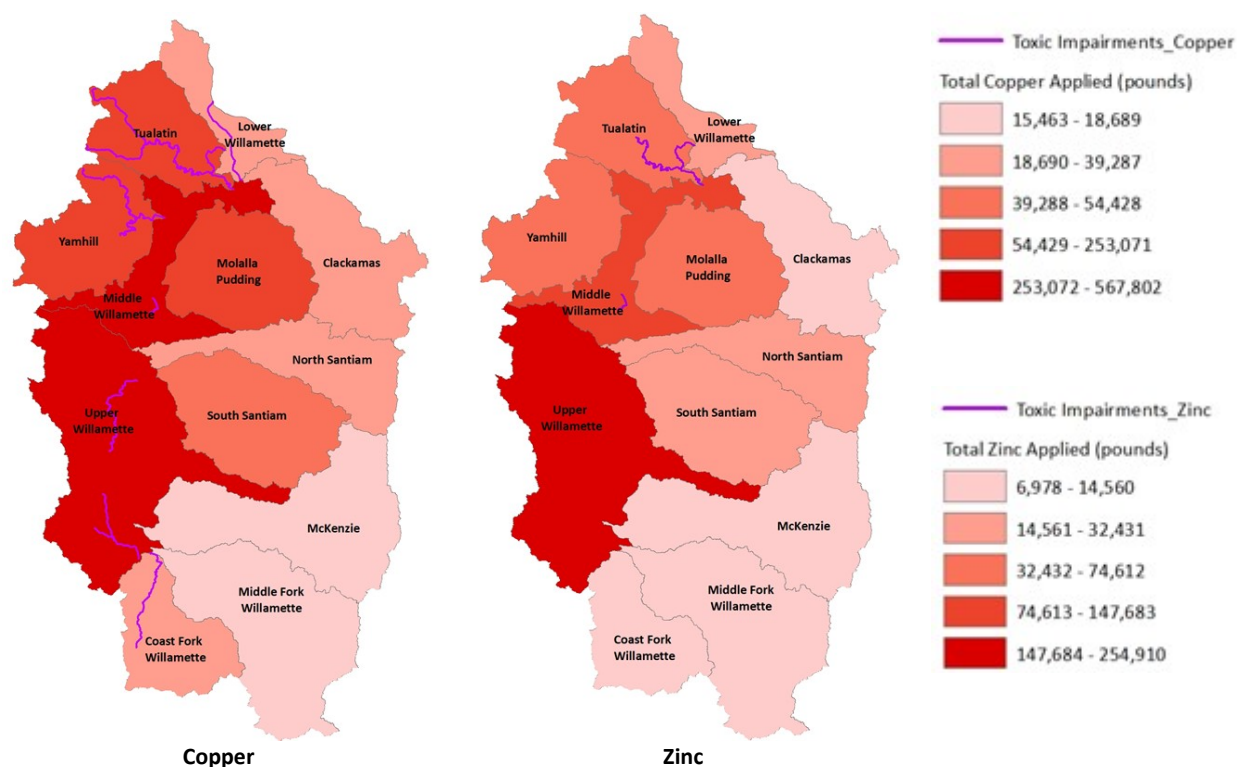 Tualatin
Lower
Willamette
Yamhill
Molalla
Pudding
Clackamas
Middle
Willamette
North Santiam
Upper
Willamette
South Santiam
McKenzie
Middle Fork
Willamette
Coast Fork
Willamette
Copper
Tualatin
Lower
Willamette
Yamhill
Molalla
Pudding
Clackamas
Middle
Willamette
North Santiam
Upper
Willamette
South Santiam
McKenzie
Middle Fork
Willamette
Coast Fork
Willamette
Zinc
Toxic Impairments_Copper
Total Copper Applied (pounds)
15,463 - 18,689
18,690 - 39,287
39,288 - 54,428
54,429 - 253,071
253,072 - 567,802
Toxic Impairments_Zinc
Total Zinc Applied (pounds)
6,978 - 14,560
14,561 - 32,431
32,432 - 74,612
74,613 - 147,683
147,684 - 254,910